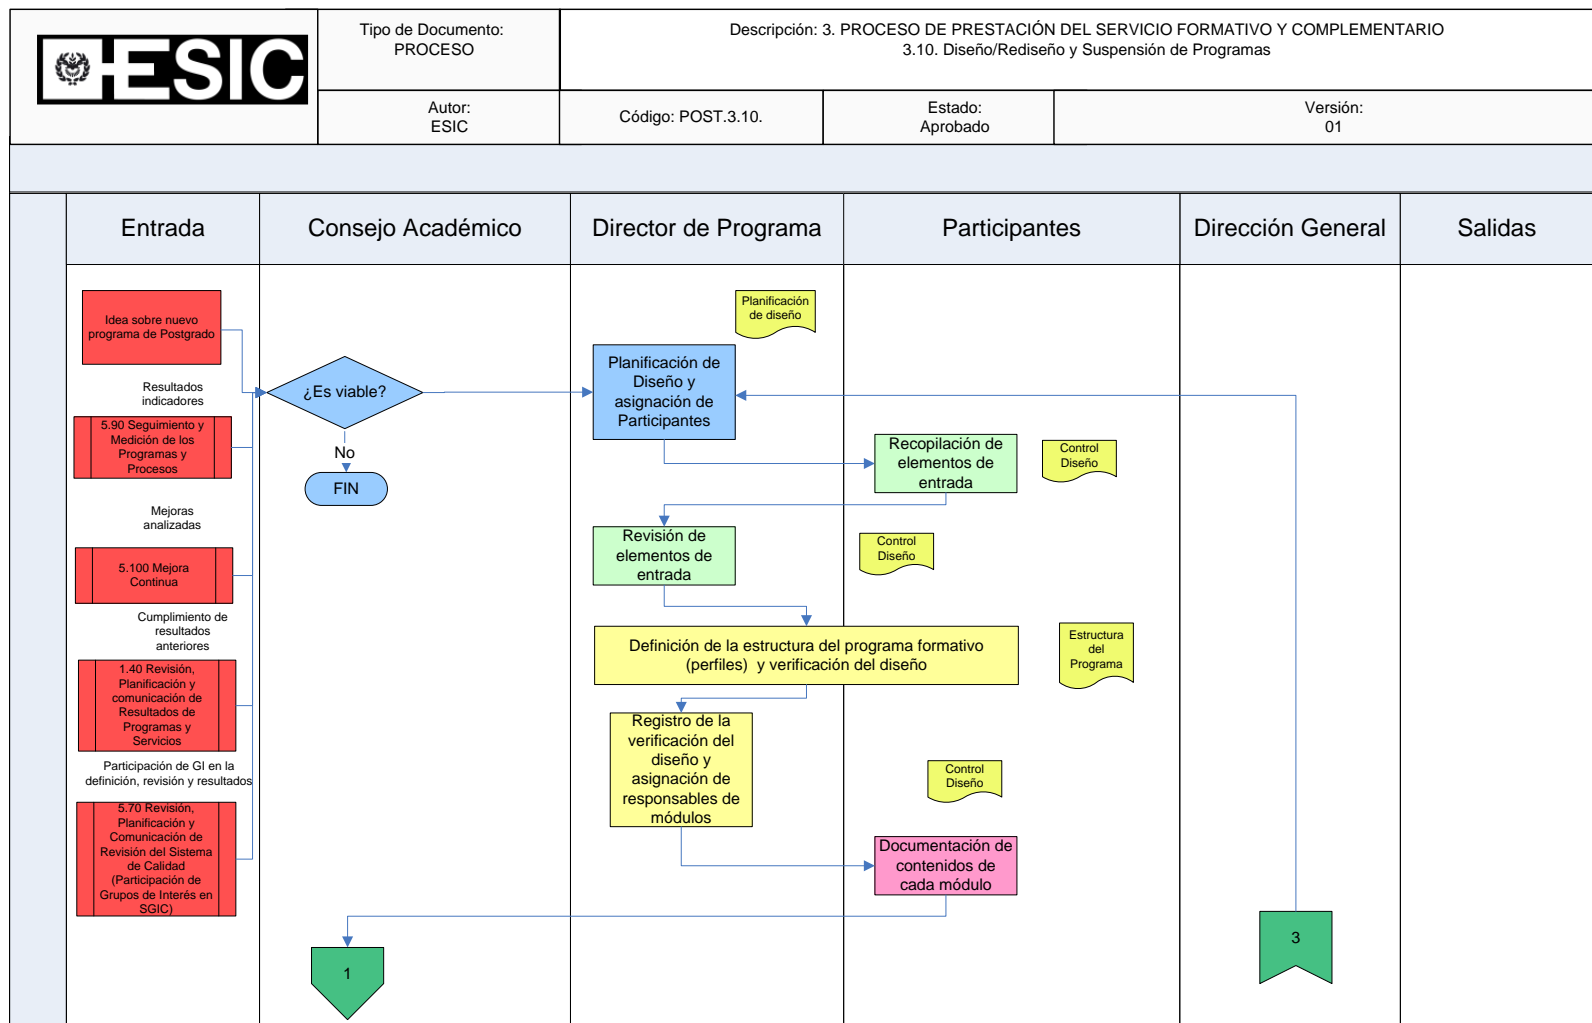 ESIC
Tipo de Documento:
PROCESO
Descripción: 3. PROCESO DE PRESTACIÓN DEL SERVICIO FORMATIVO Y COMPLEMENTARIO
3.10. Diseño/Rediseño y Suspensión de Programas
Autor:
ESIC
Código: POST.3.10.
Estado:
Aprobado
Versión:
01
Entrada
Consejo Académico
Director de Programa
Participantes
Dirección General
Salidas
Idea sobre nuevo
programa de Postgrado
Resultados
indicadores
5.90 Seguimiento y
Medición de los
Programas y
Procesos
Mejoras
analizadas
5.100 Mejora
Continua
Cumplimiento de
resultados
anteriores
1.40 Revisión,
Planificación y
comunicación de
Resultados de
Programas y
Servicios
Participación de GI en la
definición, revisión y resultados
5.70 Revisión,
Planificación y
Comunicación de
Revisión del Sistema
de Calidad
(Participación de
Grupos de Interés en
SGIC)
¿Es viable?
No
FIN
1
Planificación
de diseño
Planificación de
Diseño y
asignación de
Participantes
Recopilación de
elementos de
entrada
Control
Diseño
Revisión de
elementos de
entrada
Control
Diseño
Definición de la estructura del programa formativo
(perfiles)  y verificación del diseño
Estructura
del
Programa
Registro de la
verificación del
diseño y
asignación de
responsables de
módulos
Control
Diseño
Documentación de
contenidos de
cada módulo
3